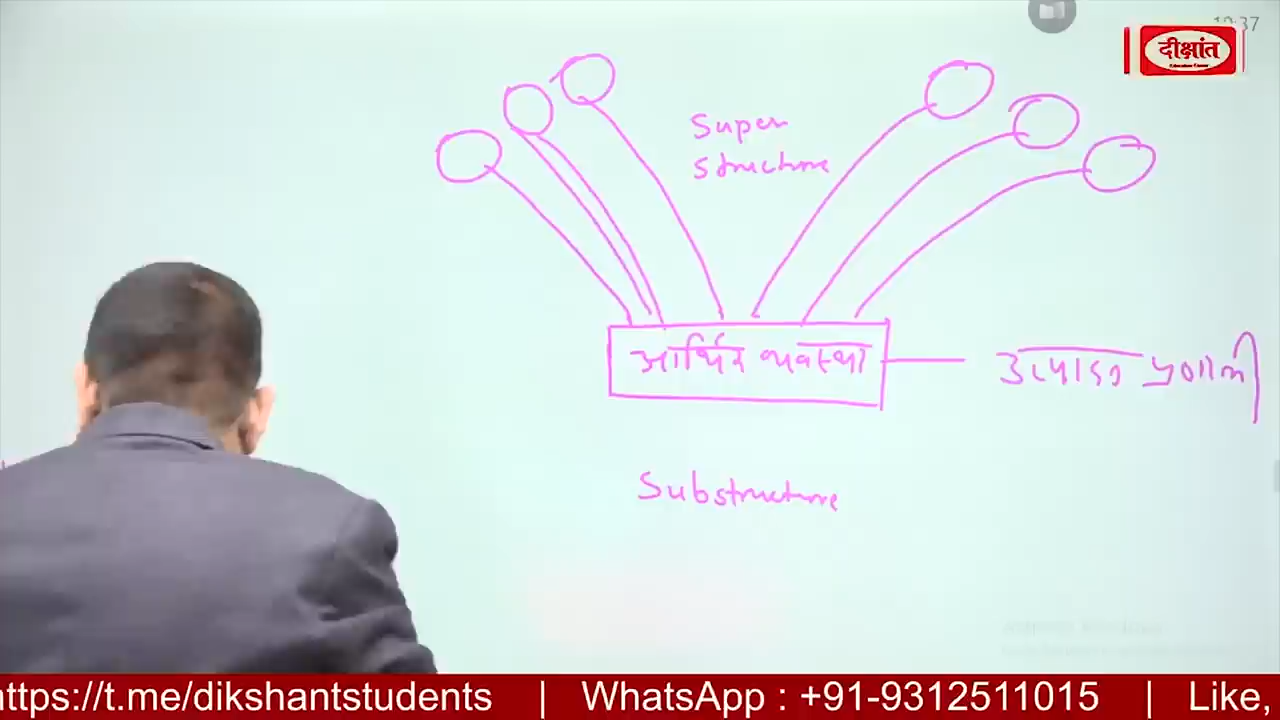 दीक्षांत
Super
structure
आर्थिक व्यवस्था
उत्पादन प्रणाली
Substructure
https://t.me/dikshantstudents | WhatsApp : +91-9312511015 | Like,